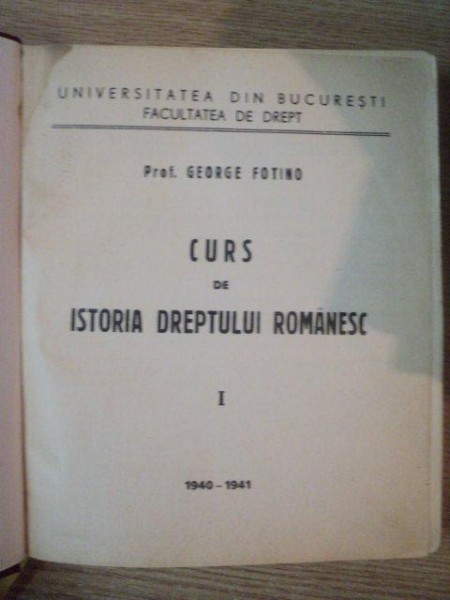 UNIVERSITATEA DIN BUCUREȘTI
FACULTATEA DE DREPT
Prof. GEORGE FOTINO
CURS
DE
ISTORIA DREPTULUI ROMÂNESC
I
1940-1941